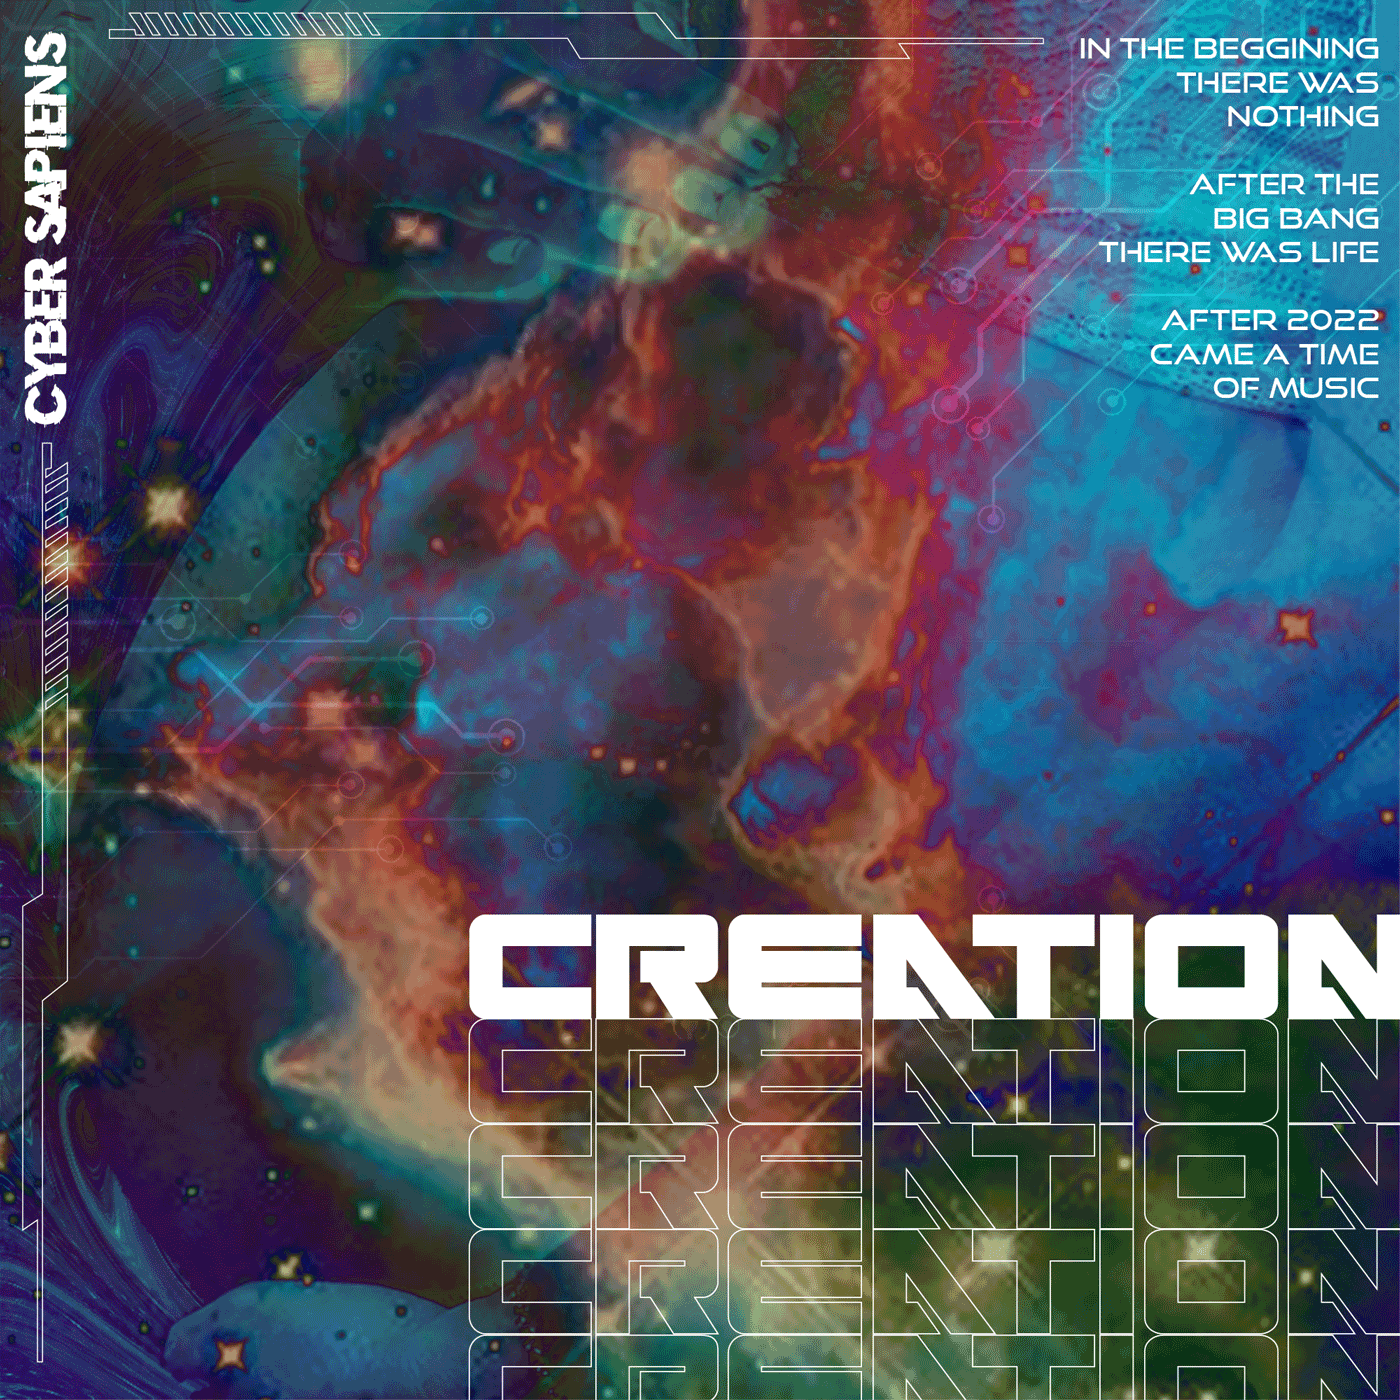 CYBER SAPIENS
IN THE BEGGINING
THERE WAS
NOTHING
AFTER THE
BIG BANG
THERE WAS LIFE
AFTER 2022
CAME A TIME
OF MUSIC
CREATION
CREATION
CREATION
CREATION
CREATION